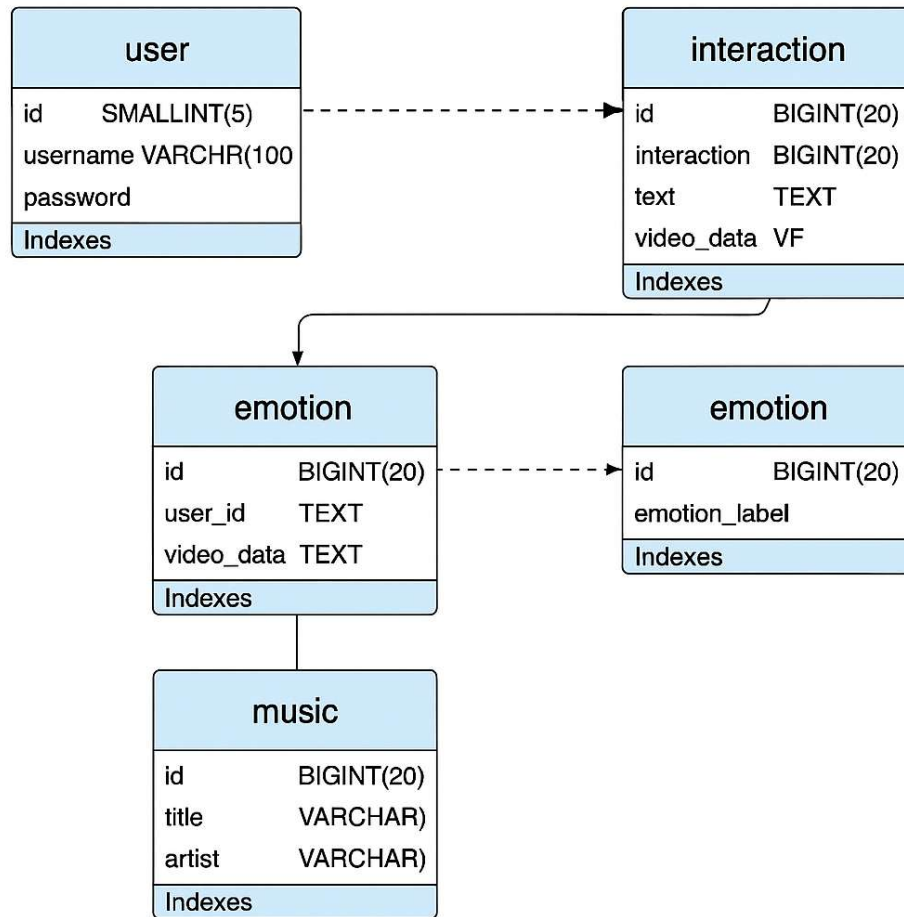 user
id SMALLINT(5)
username VARCHR(100
password
Indexes
interaction
id BIGINT(20)
interaction BIGINT(20)
text TEXT
video_data VF
Indexes
emotion
id BIGINT(20)
user_id TEXT
video_data TEXT
Indexes
emotion
id BIGINT(20)
emotion_label
Indexes
music
id BIGINT(20)
title VARCHAR)
artist VARCHAR)
Indexes